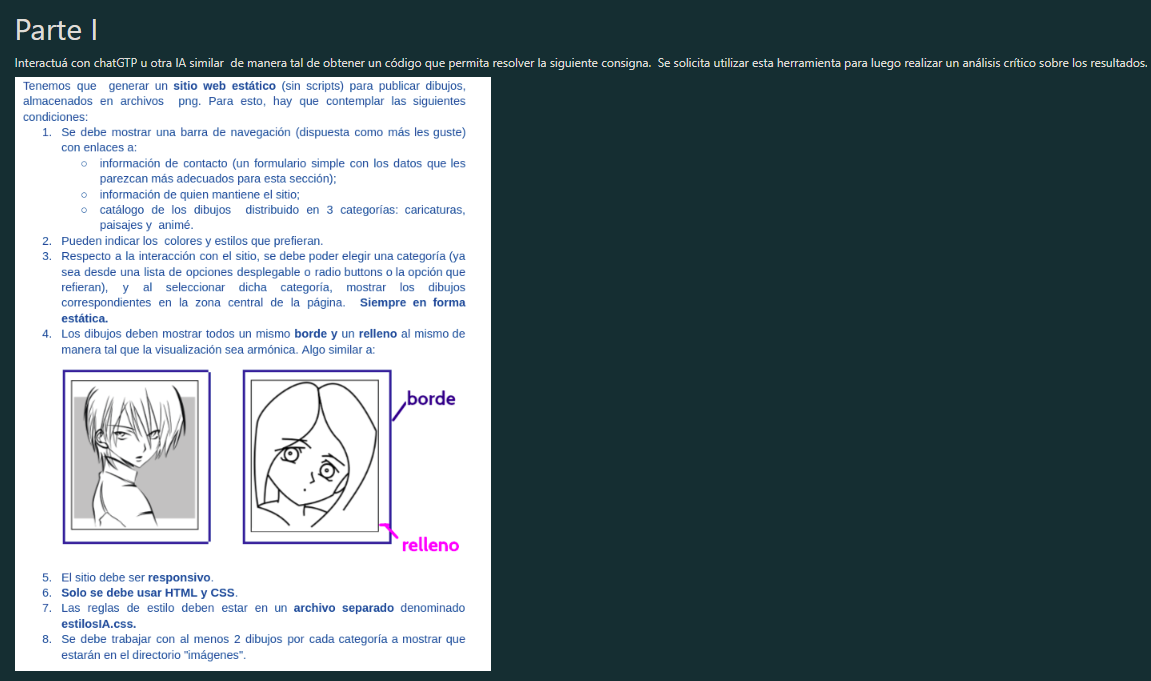 Parte I
Interactuá con chatGTP u otra IA similar  de manera tal de obtener un código que permita resolver la siguiente consigna.  Se solicita utilizar esta herramienta para luego realizar un análisis crítico sobre los resultados.
Tenemos que  generar un sitio web estático (sin scripts) para publicar dibujos,
almacenados en archivos  png. Para esto, hay que contemplar las siguientes
condiciones:
1. Se debe mostrar una barra de navegación (dispuesta como más les guste)
con enlaces a:
○ información de contacto (un formulario simple con los datos que les
parezcan más adecuados para esta sección);
○ información de quien mantiene el sitio;
○ catálogo de los dibujos  distribuido en 3 categorías: caricaturas,
paisajes y  animé.
2. Pueden indicar los  colores y estilos que prefieran.
3. Respecto a la interacción con el sitio, se debe poder elegir una categoría (ya
sea desde una lista de opciones desplegable o radio buttons o la opción que
refieran), y al seleccionar dicha categoría, mostrar los dibujos
correspondientes en la zona central de la página.  Siempre en forma
estática.
4. Los dibujos deben mostrar todos un mismo borde y un relleno al mismo de
manera tal que la visualización sea armónica. Algo similar a:
borde
relleno
5. El sitio debe ser responsivo.
6. Solo se debe usar HTML y CSS.
7. Las reglas de estilo deben estar en un archivo separado denominado
estilosIA.css.
8. Se debe trabajar con al menos 2 dibujos por cada categoría a mostrar que
estarán en el directorio "imágenes".